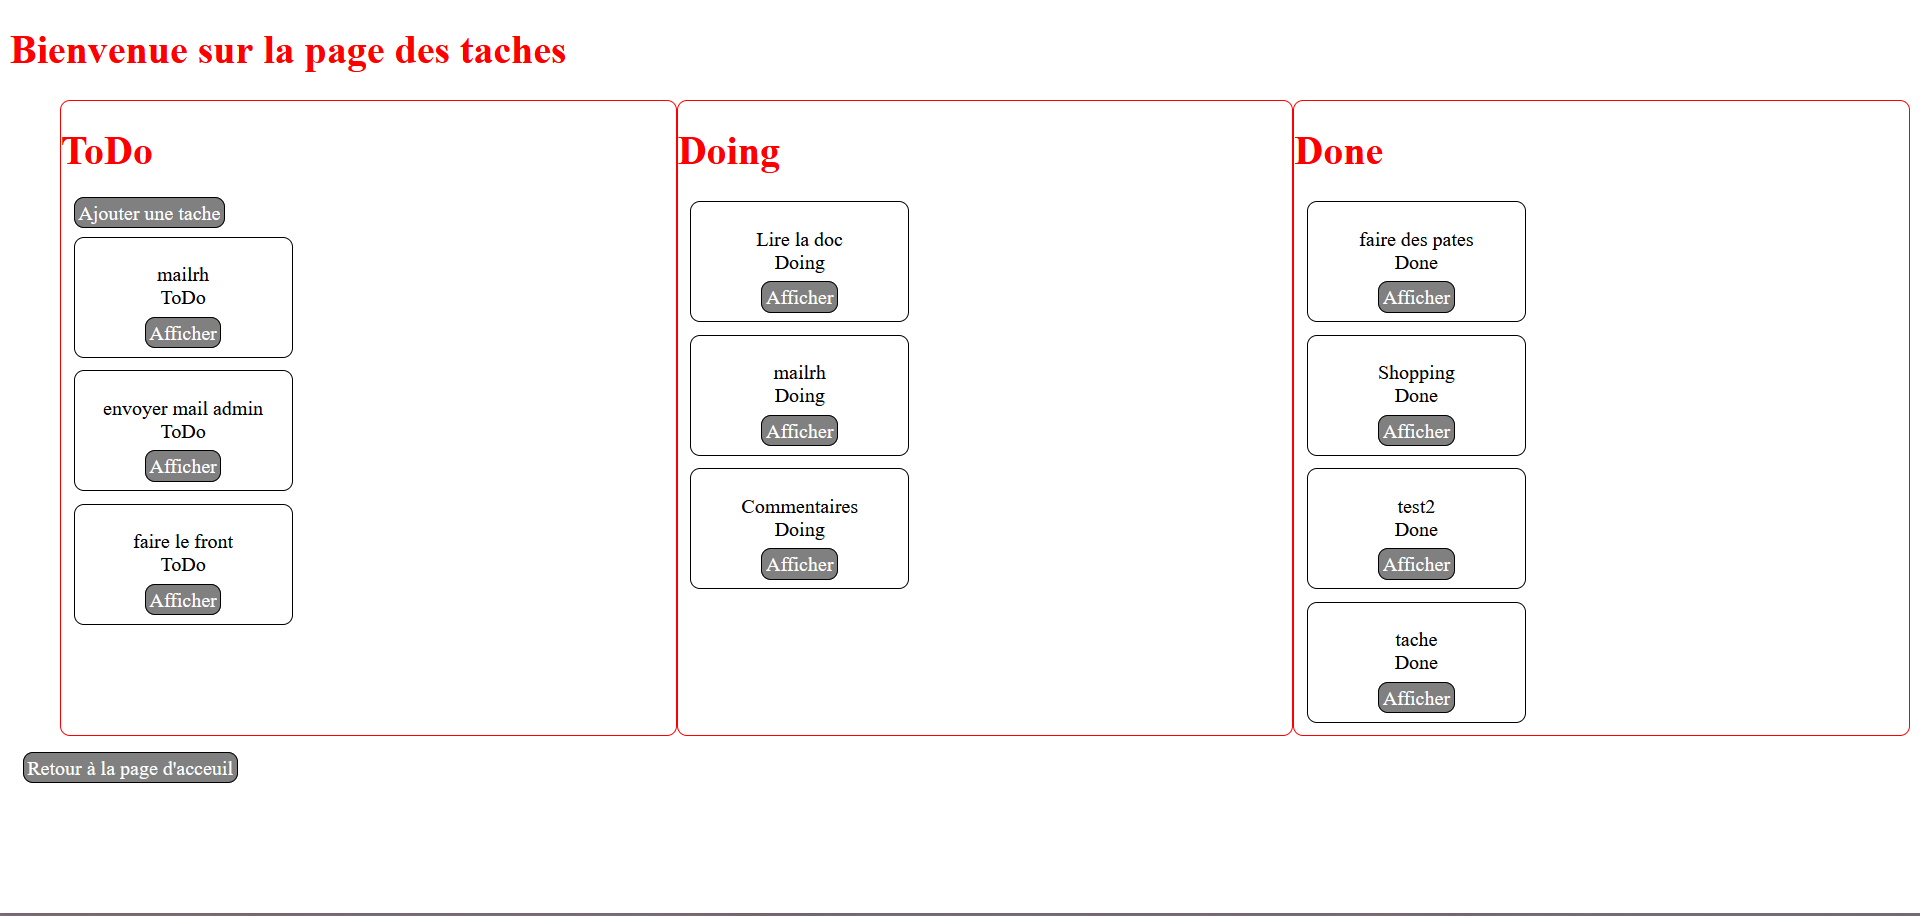 Bienvenue sur la page des taches
ToDo
Ajouter une tache
mailrh
ToDo
Afficher
envoyer mail admin
ToDo
Afficher
faire le front
ToDo
Afficher
Doing
Lire la doc
Doing
Afficher
mailrh
Doing
Afficher
Commentaires
Doing
Afficher
Done
faire des pates
Done
Afficher
Shopping
Done
Afficher
test2
Done
Afficher
tache
Done
Afficher
Retour à la page d'acceuil